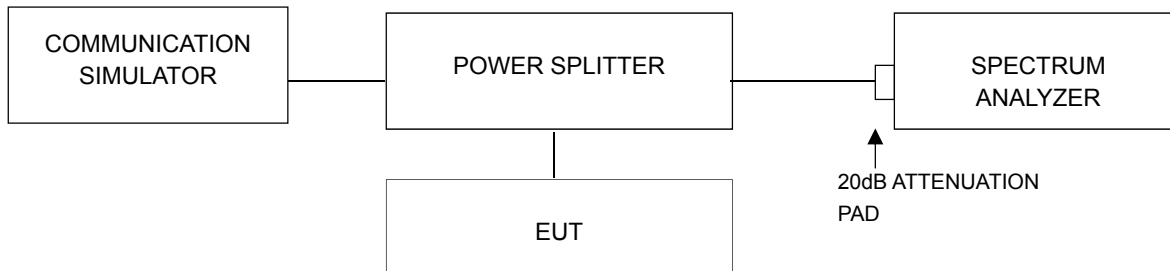 COMMUNICATION
SIMULATOR
POWER SPLITTER
SPECTRUM
ANALYZER
20dB ATTENUATION
PAD
EUT